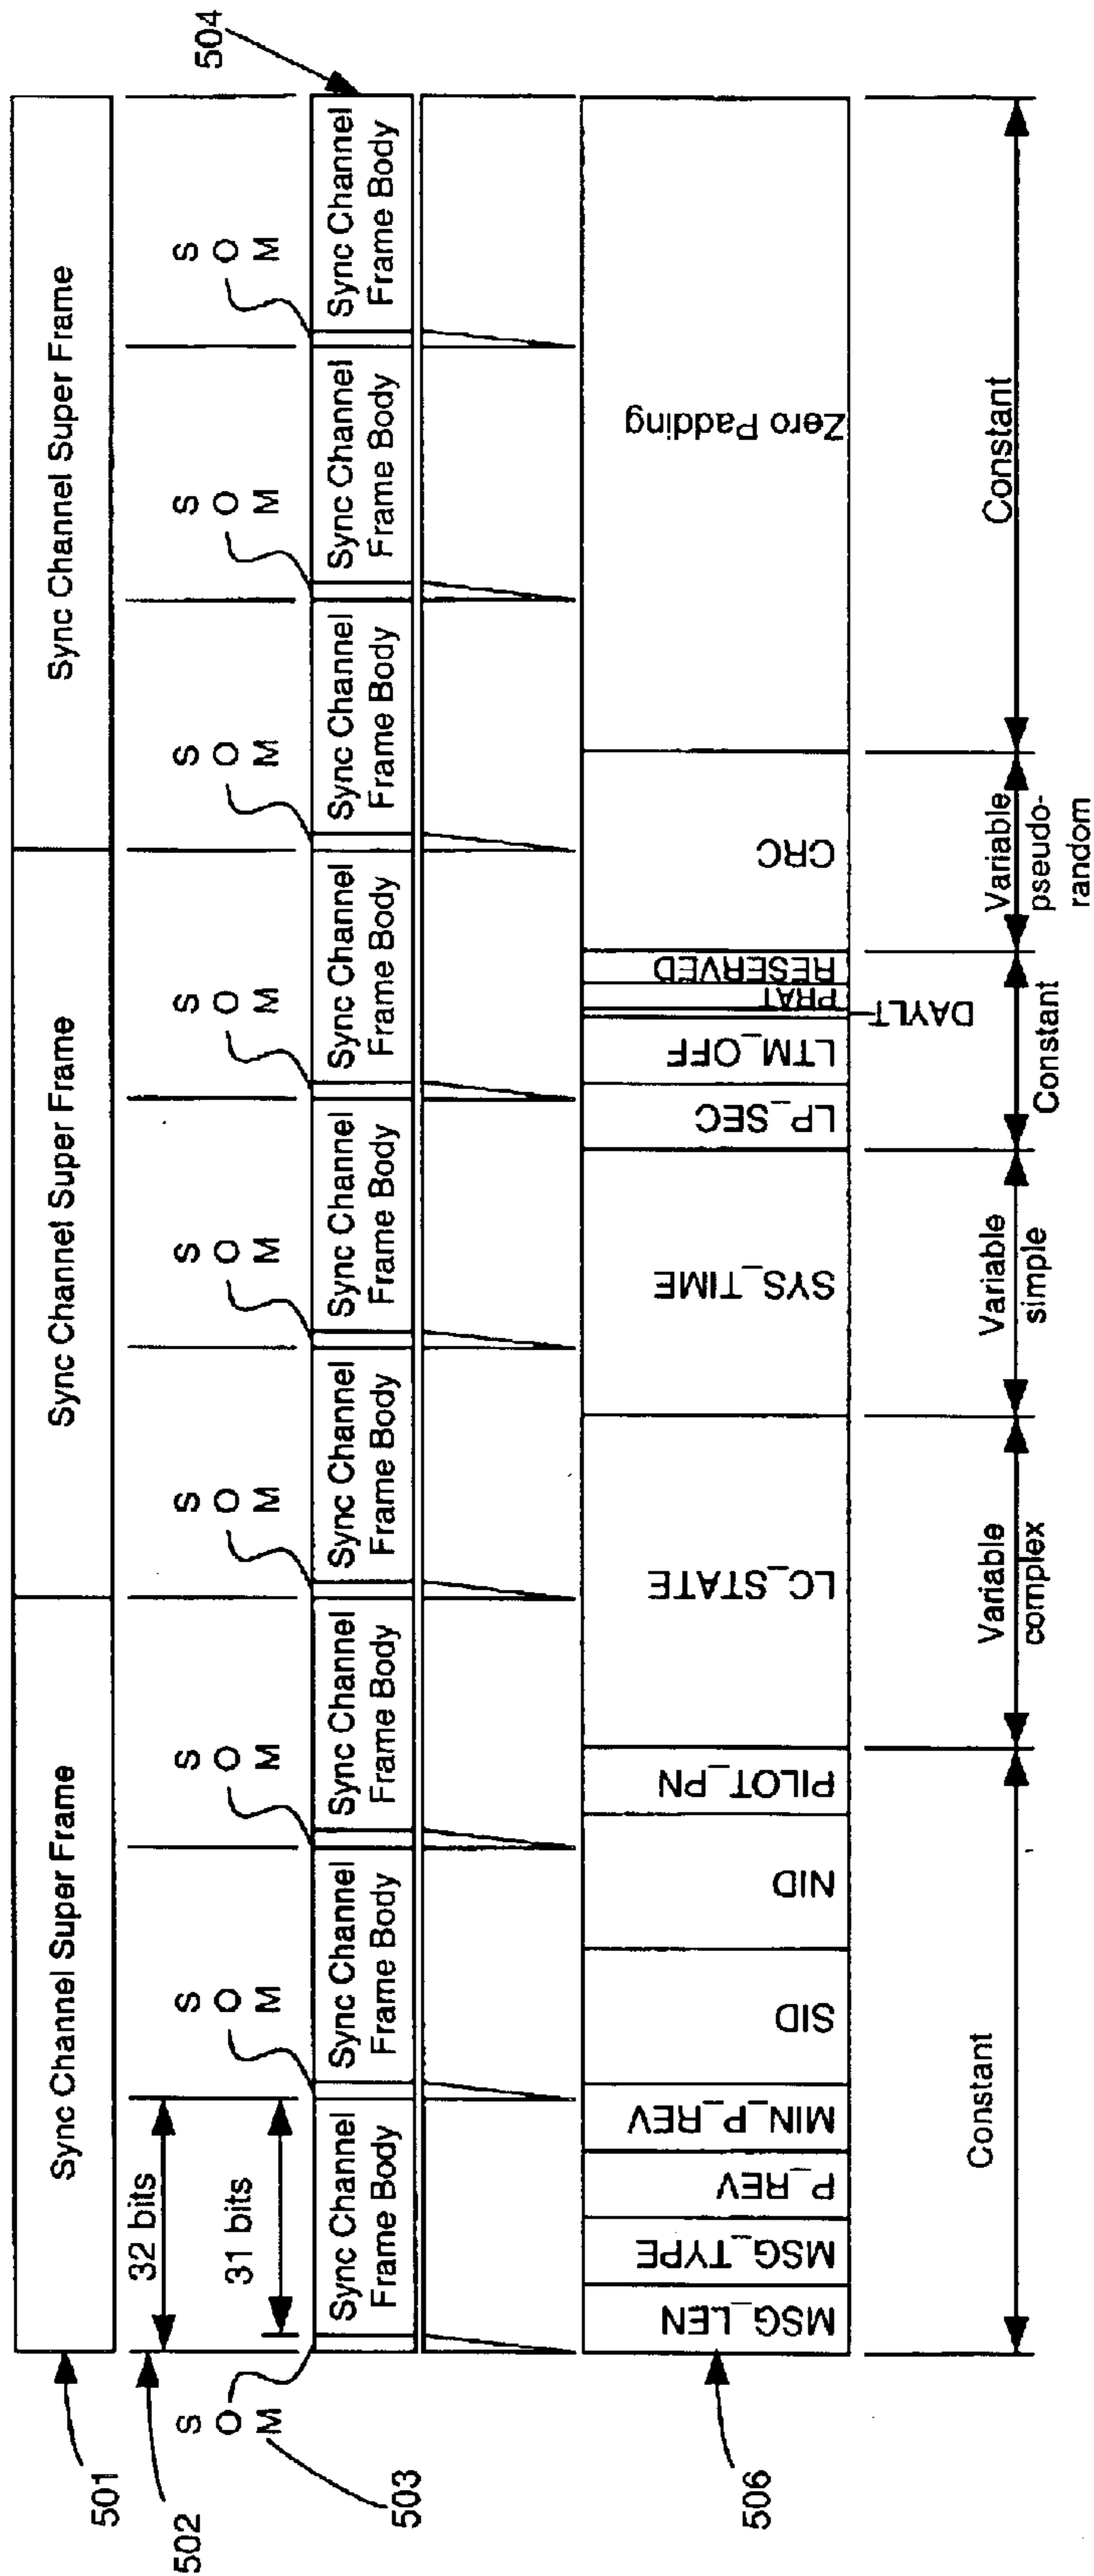 501
Sync Channel Super Frame
Sync Channel Super Frame
Sync Channel Super Frame
502
32 bits
31 bits
503
S
O
M
S
O
M
S
O
M
S
O
M
S
O
M
S
O
M
S
O
M
S
O
M
S
O
M
504
Sync Channel
Frame Body
Sync Channel
Frame Body
Sync Channel
Frame Body
Sync Channel
Frame Body
Sync Channel
Frame Body
Sync Channel
Frame Body
Sync Channel
Frame Body
Sync Channel
Frame Body
Sync Channel
Frame Body
506
MSG_LEN
MSG_TYPE
P_REV
MIN_P_REV
SID
NID
PILOT_PN
LC_STATE
SYS_TIME
LP_SEC
LTM_OFF
DAYLT
PRAT
RESERVED
CRC
Zero Padding
Constant
Variable
complex
Variable
simple
Constant
Variable
pseudo-
random
Constant